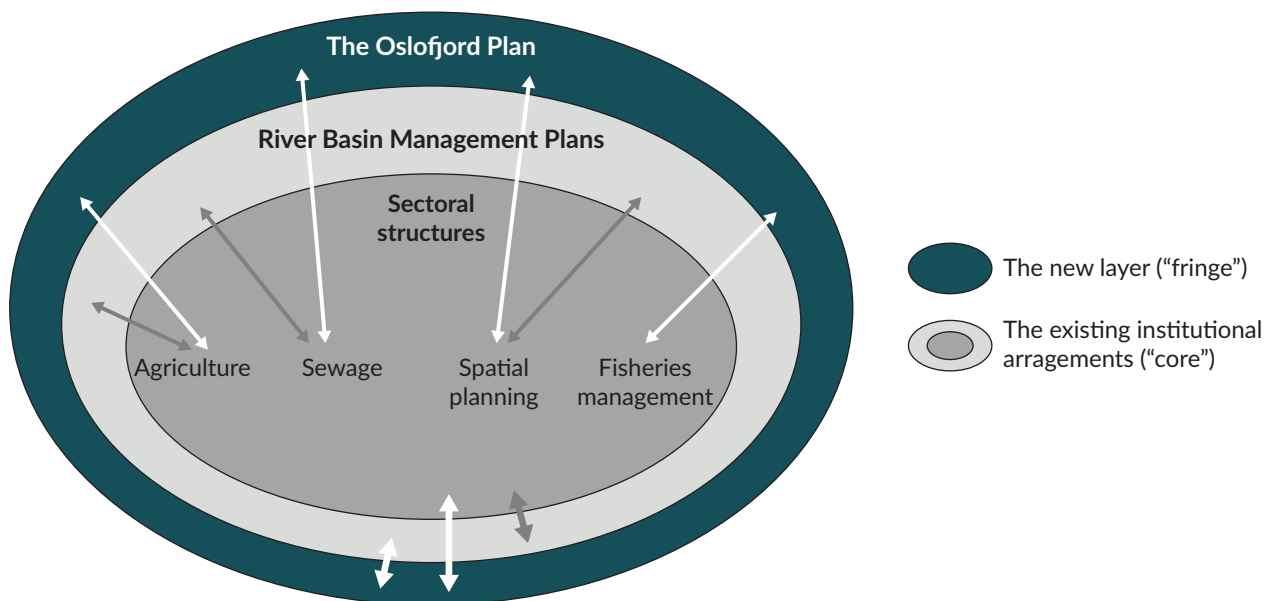 The Oslofjord Plan
River Basin Management Plans
Sectoral
structures
Agriculture
Sewage
Spatial
planning
Fisheries
management
The new layer (“fringe”)
The existing institutional
arragements (“core”)